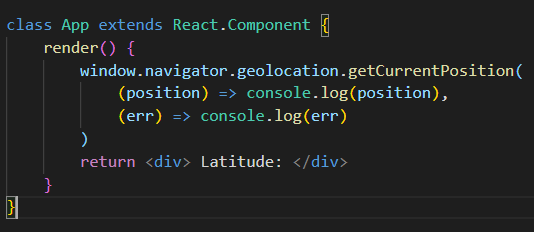 class App extends React.Component {
    render() {
        window.navigator.geolocation.getCurrentPosition(
            (position) => console.log(position),
            (err) => console.log(err)
        )
        return <div> Latitude: </div>
    }
}